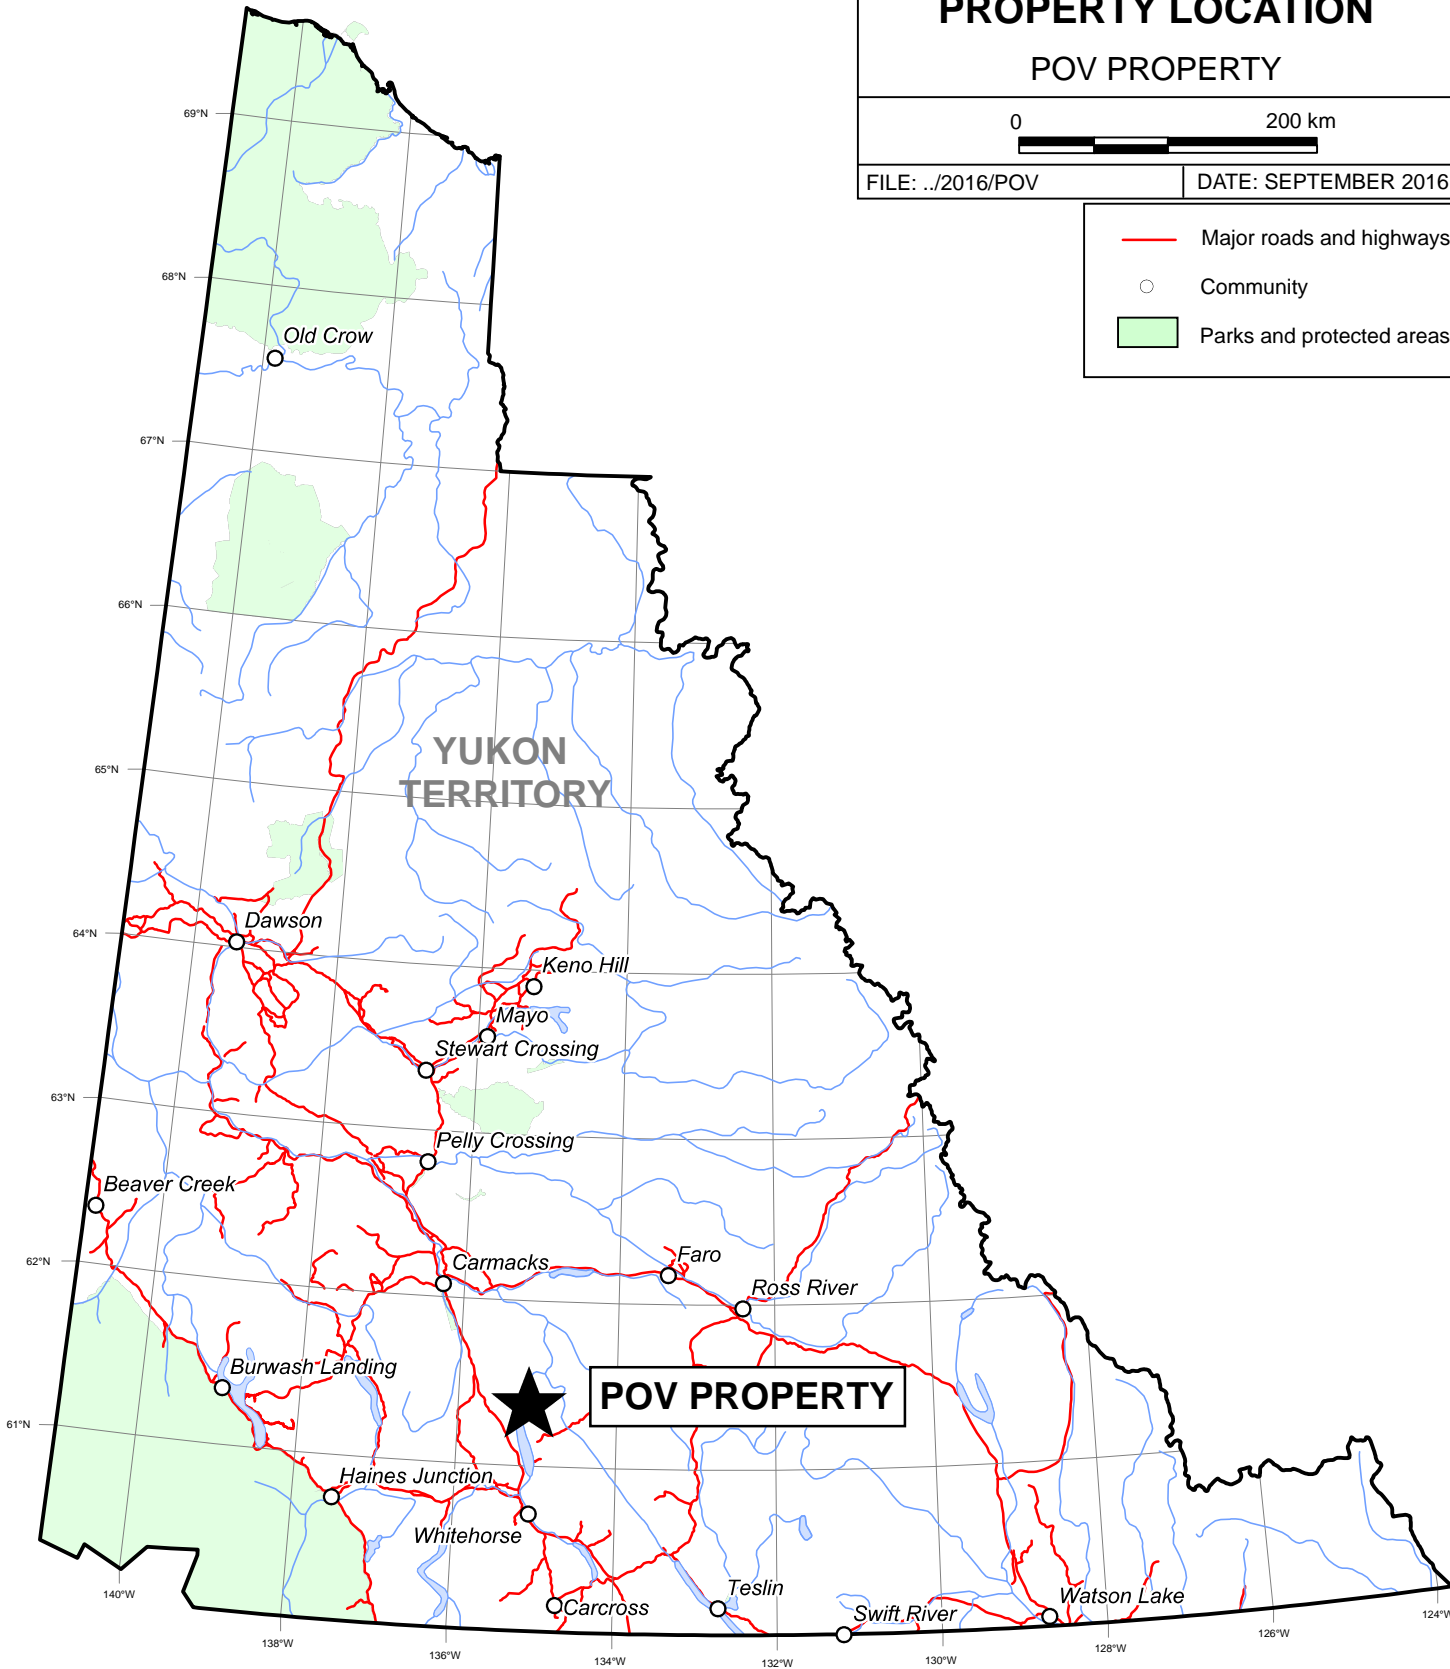 PROPERTY LOCATION
POV PROPERTY
0 200 km
FILE: ../2016/POV DATE: SEPTEMBER 2016
Major roads and highways
Community
Parks and protected areas
69°N
68°N
Old Crow
67°N
66°N
YUKON
TERRITORY
65°N
Dawson
64°N
Keno Hill
Mayo
Stewart Crossing
63°N
Pelly Crossing
Beaver Creek
62°N
Carmacks
Faro
Ross River
Burwash Landing
POV PROPERTY
61°N
Haines Junction
Whitehorse
Teslin
Watson Lake
Carcross
Swift River
140°W
138°W
136°W
134°W
132°W
130°W
128°W
126°W
124°W